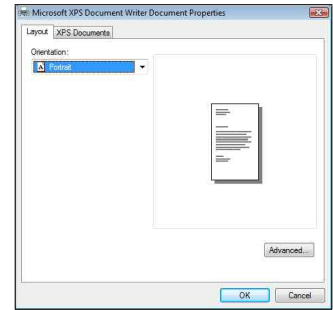 Microsoft XPS Document Writer Document Properties
Layout XPS Documents
Orientation:
A Portrait
Advanced...
OK Cancel